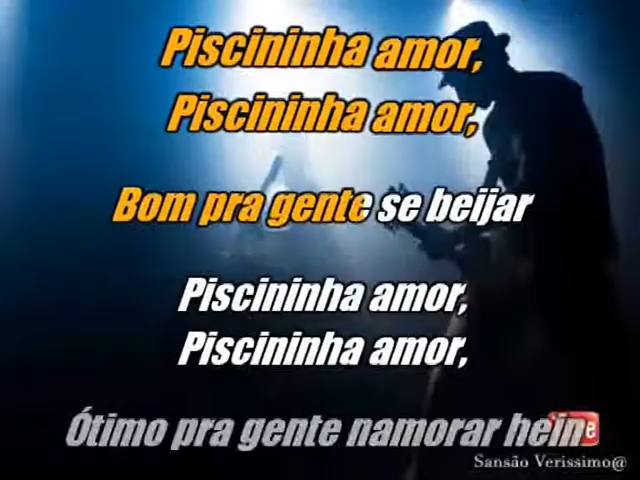 Piscininha amor,
Piscininha amor,
Bom pra gente se beijar
Piscininha amor,
Piscininha amor,
Ótimo pra gente namorar hein
Sansão Verissimo@